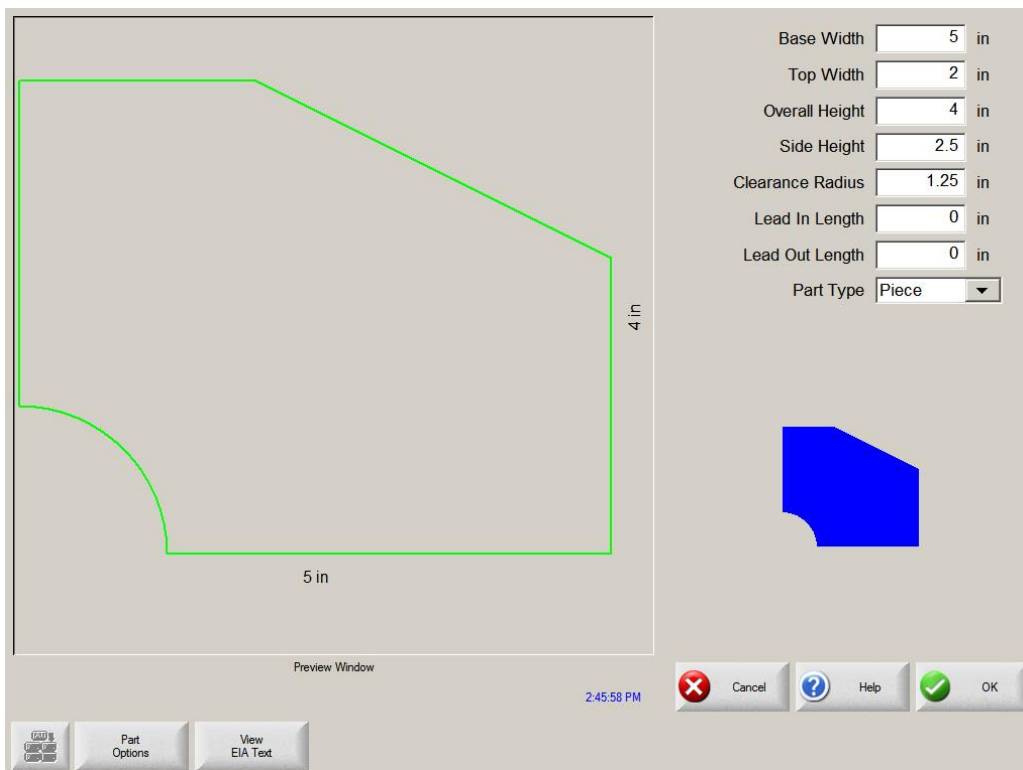 Base Width 5 in
Top Width 2 in
Overall Height 4 in
Side Height 2.5 in
Clearance Radius 1.25 in
Lead In Length 0 in
Lead Out Length 0 in
Part Type Piece
4 in
5 in
Preview Window
2:45:58 PM
Cancel
Help
OK
Part
Options
View
EIA Text